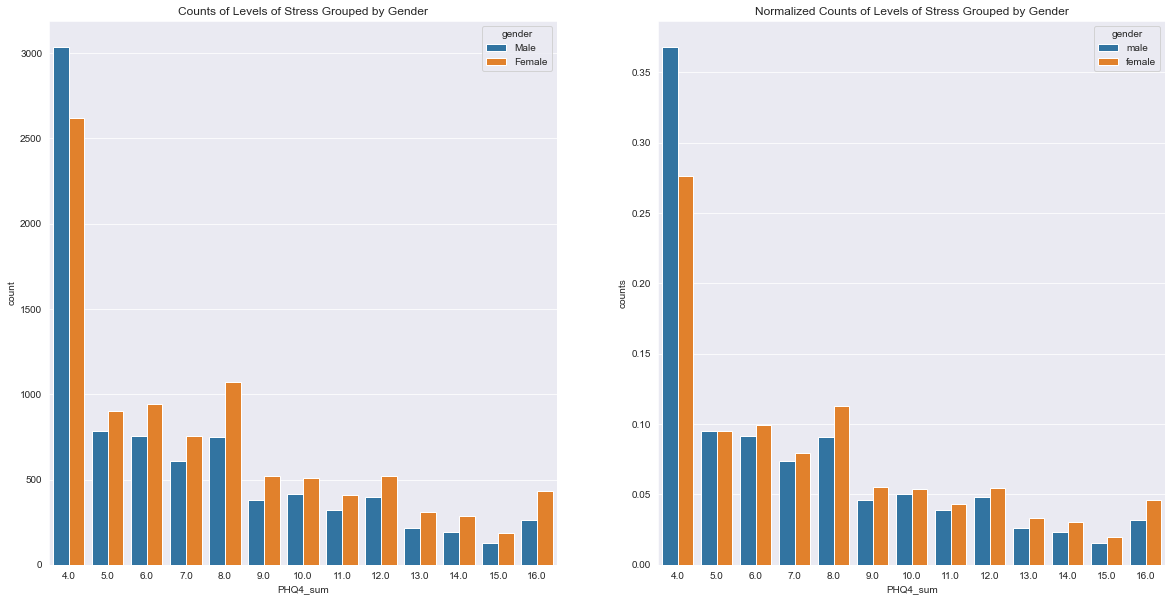 Counts of Levels of Stress Grouped by Gender
gender
Male
Female
3000
2500
2000
1500
1000
500
0
count
4.0 5.0 6.0 7.0 8.0 9.0 10.0 11.0 12.0 13.0 14.0 15.0 16.0
PHQ4_sum
Normalized Counts of Levels of Stress Grouped by Gender
gender
male
female
0.35
0.30
0.25
0.20
0.15
0.10
0.05
0.00
counts
4.0 5.0 6.0 7.0 8.0 9.0 10.0 11.0 12.0 13.0 14.0 15.0 16.0
PHQ4_sum